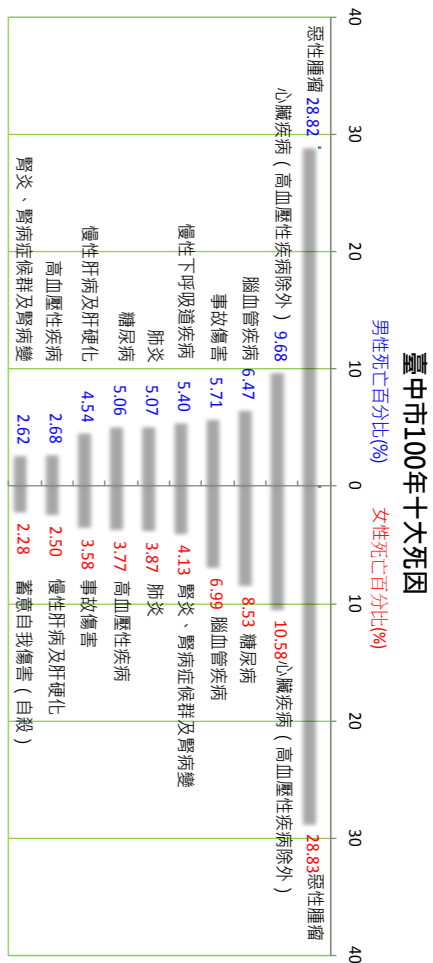 臺中市100年十大死因
男性死亡百分比(%) 女性死亡百分比(%)
40 30 20 10 0 10 20 30 40
惡性腫瘤 28.82 28.83 惡性腫瘤
心臟疾病(高血壓性疾病除外) 9.68 10.58 心臟疾病(高血壓性疾病除外)
腦血管疾病 6.47 8.53 糖尿病
事故傷害 5.71 6.99 腦血管疾病
慢性下呼吸道疾病 5.40 4.13 腎炎、腎病症候群及腎病變
肺炎 5.07 3.87 肺炎
糖尿病 5.06 3.77 高血壓性疾病
慢性肝病及肝硬化 4.54 3.58 事故傷害
高血壓性疾病 2.68 2.50 慢性肝病及肝硬化
腎炎、腎病症候群及腎病變 2.62 2.28 蓄意自我傷害(自殺)